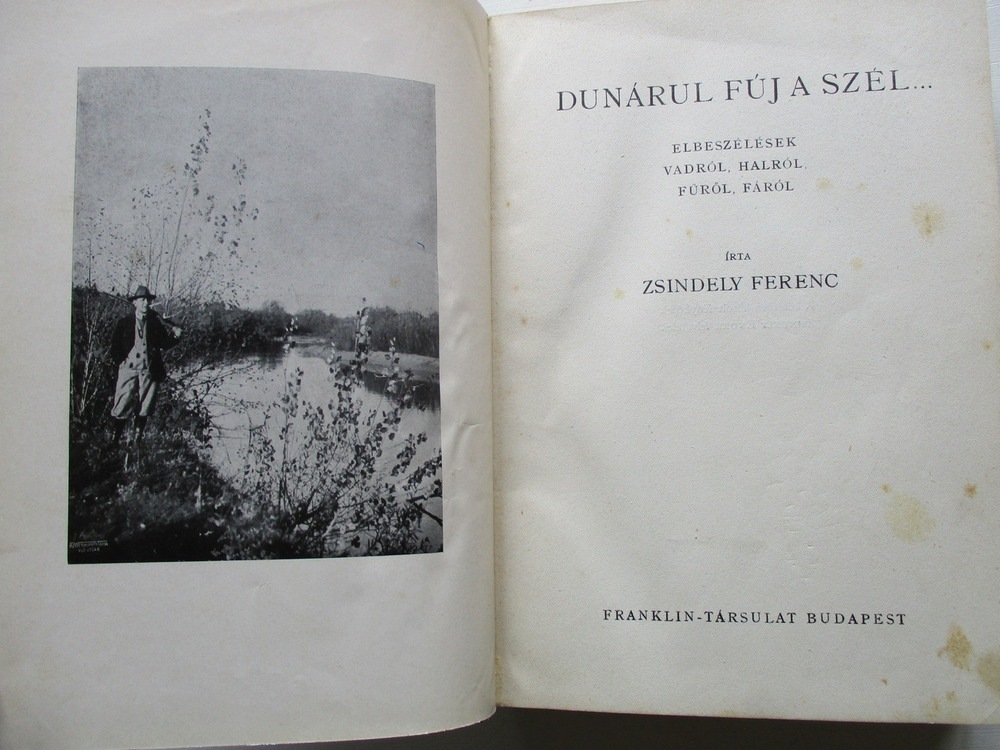 DUNÁRUL FÚJ A SZÉL...
ELBESZÉLÉSEK
VADRÓL, HALRÓL,
FŰRŐL, FÁRÓL
ÍRTA
ZSINDELY FERENC
FRANKLIN-TÁRSULAT BUDAPEST